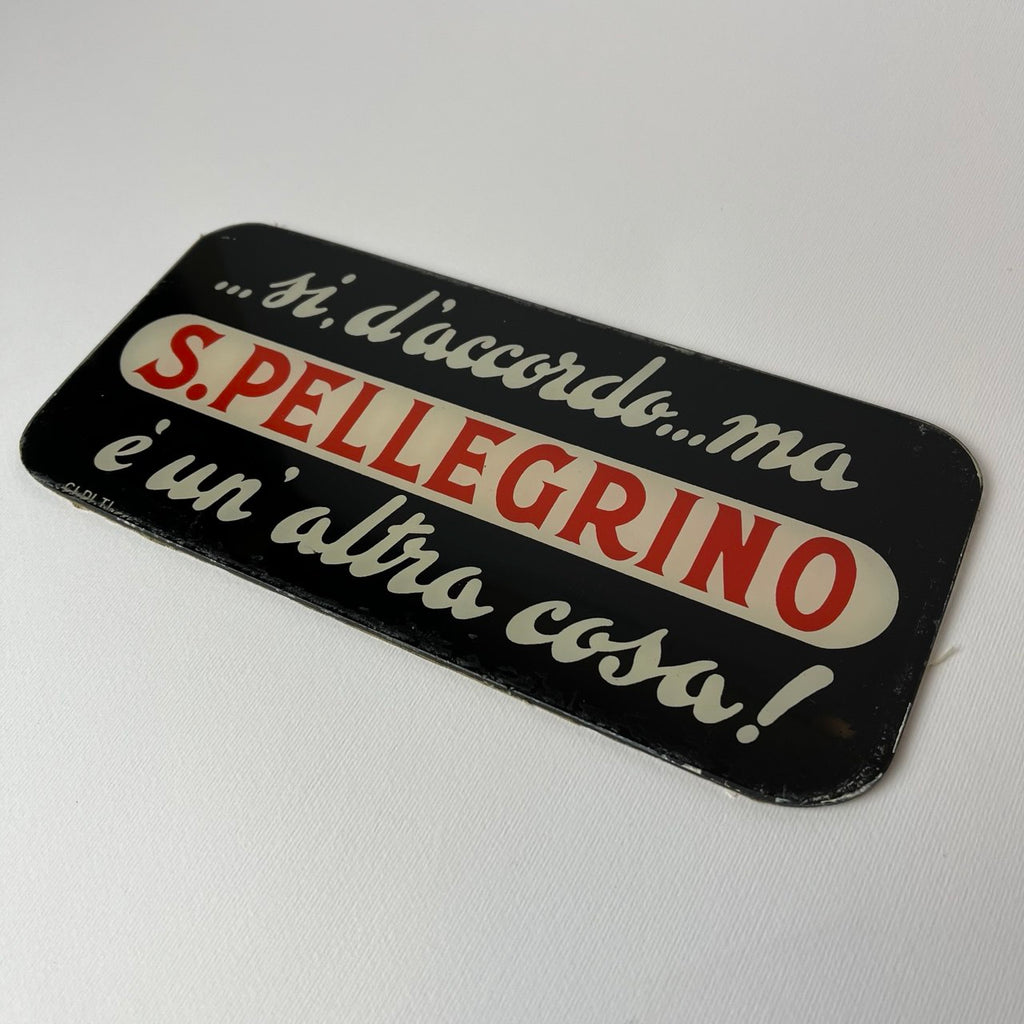 ...si, d'accordo...ma
S.PELLEGRINO
è un'altra cosa!